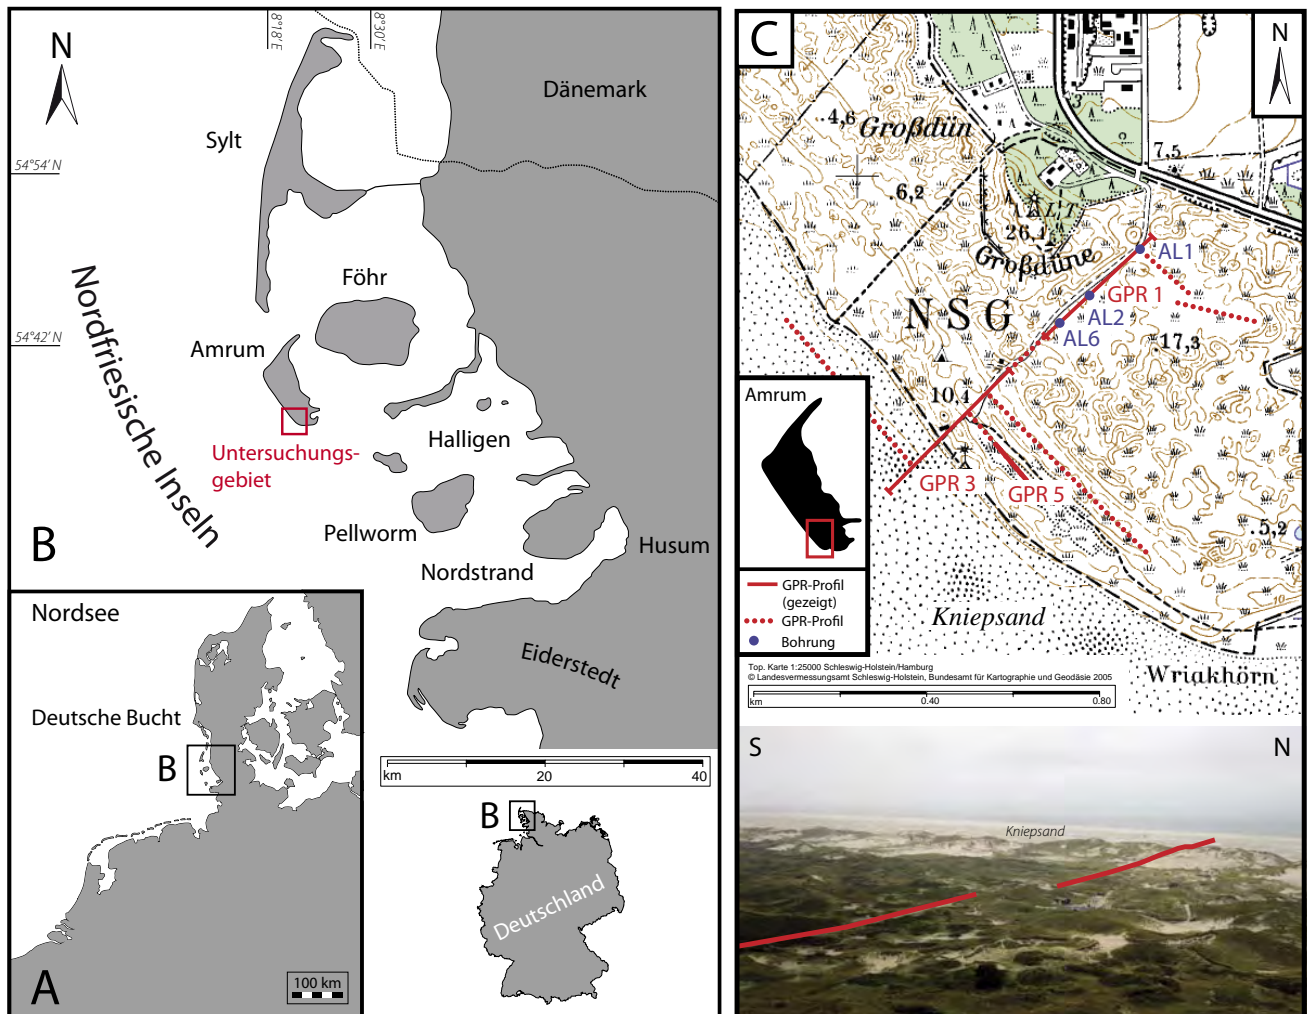 N
8°18' E
8°30' E
Dänemark
Sylt
54°54' N
Föhr
54°42' N
Amrum
Nordfriesische Inseln
Untersuchungs-
gebiet
Halligen
Pellworm
Husum
Nordstrand
B
Eiderstedt
km
20
40
Nordsee
Deutsche Bucht
B
A
100 km
B
Deutschland
C
N
3
4,6
Großdün
7,5
6,2
LT
26,1
Großdüne
AL1
GPR 1
NSG
AL2
AL6
17,3
10,4
Amrum
GPR 3
GPR 5
5,2
10
GPR-Profil
(gezeigt)
GPR-Profil
Bohrung
Kniepsand
Wriakhörn
Top. Karte 1:25000 Schleswig-Holstein/Hamburg
© Landesvermessungsamt Schleswig-Holstein, Bundesamt für Kartographie und Geodäsie 2005
km
0.40
0.80
S
N
Kniepsand